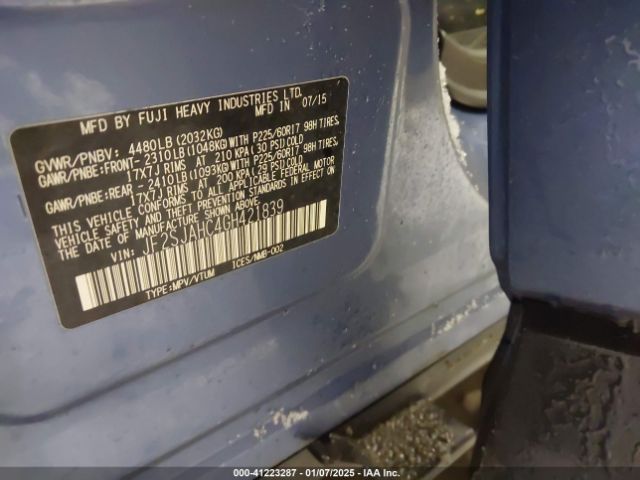 MFD BY FUJI HEAVY INDUSTRIES LTD.
MFD IN 07/15
GVWR/PNBV: 4480LB (2032KG)
GAWR/PNBE:FRONT- 2310LB (1048KG)WITH P225/60R17 98H TIRES,
17X7J RIMS AT 210 KPA( 30 PSI)COLD
GAWR/PNBE:REAR - 2410LB (1093KG)WITH P225/60R17 98H TIRES,
17X7J RIMS AT 200 KPA( 29 PSI)COLD
THIS VEHICLE CONFORMS TO ALL APPLICABLE FEDERAL MOTOR
VEHICLE SAFETY AND THEFT PREVENTION STANDARDS IN EFFECT ON
THE DATE OF MANUFACTURE SHOWN ABOVE.
VIN: JF2SJAHC4GH421839
TYPE:MPV/VTUM ICES/NMB-002
000-41223287 - 01/07/2025 - IAA Inc.